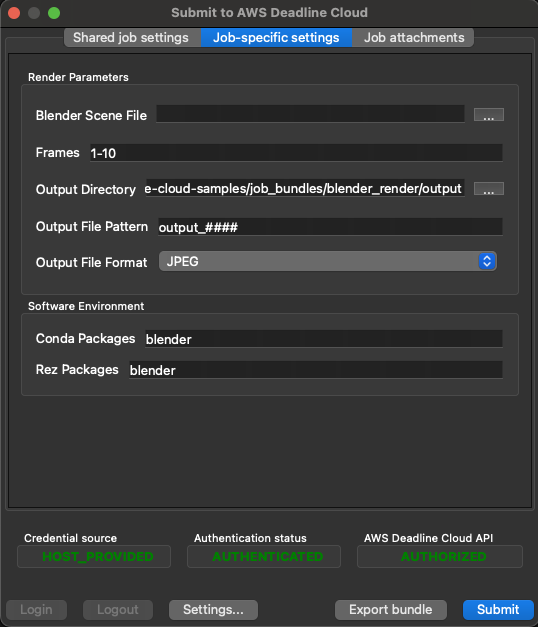 Submit to AWS Deadline Cloud
Shared job settings Job-specific settings Job attachments
Render Parameters
Blender Scene File ...
Frames 1-10
Output Directory e-cloud-samples/job_bundles/blender_render/output ...
Output File Pattern output_####
Output File Format JPEG
Software Environment
Conda Packages blender
Rez Packages blender
Credential source Authentication status AWS Deadline Cloud API
HOST_PROVIDED AUTHENTICATED AUTHORIZED
Login Logout Settings... Export bundle Submit